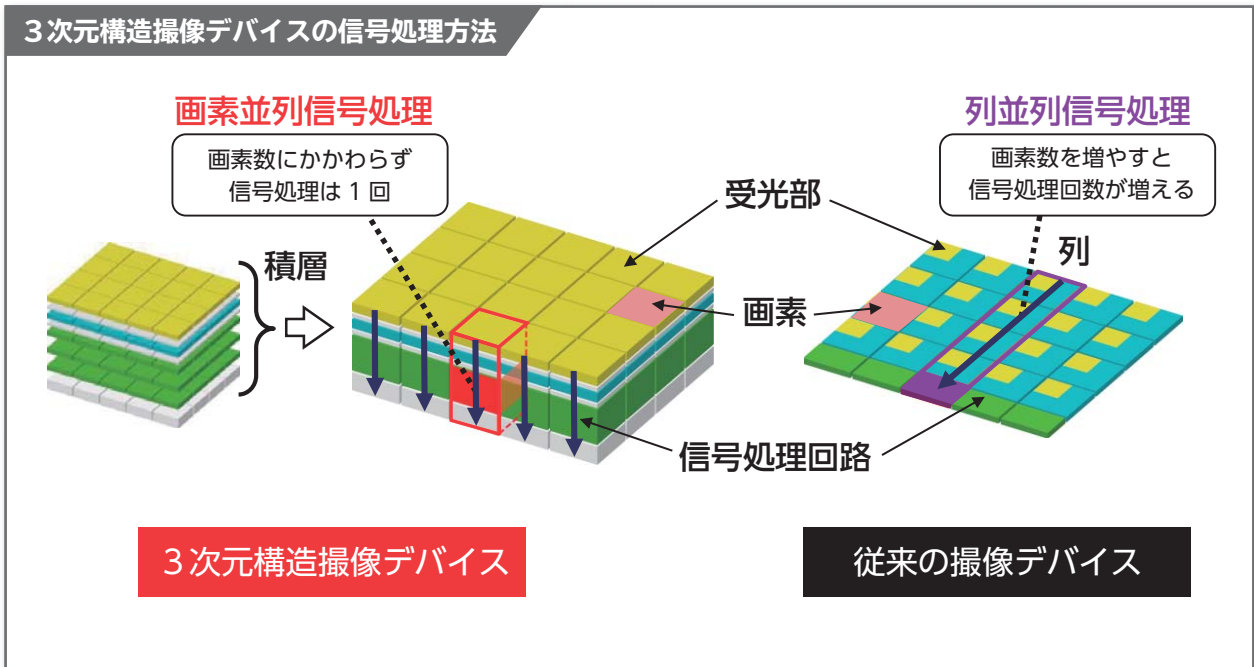 ３次元構造撮像デバイスの信号処理方法
画素並列信号処理
画素数にかかわらず
信号処理は 1 回
列並列信号処理
画素数を増やすと
信号処理回数が増える
受光部
列
積層
画素
信号処理回路
３次元構造撮像デバイス
従来の撮像デバイス